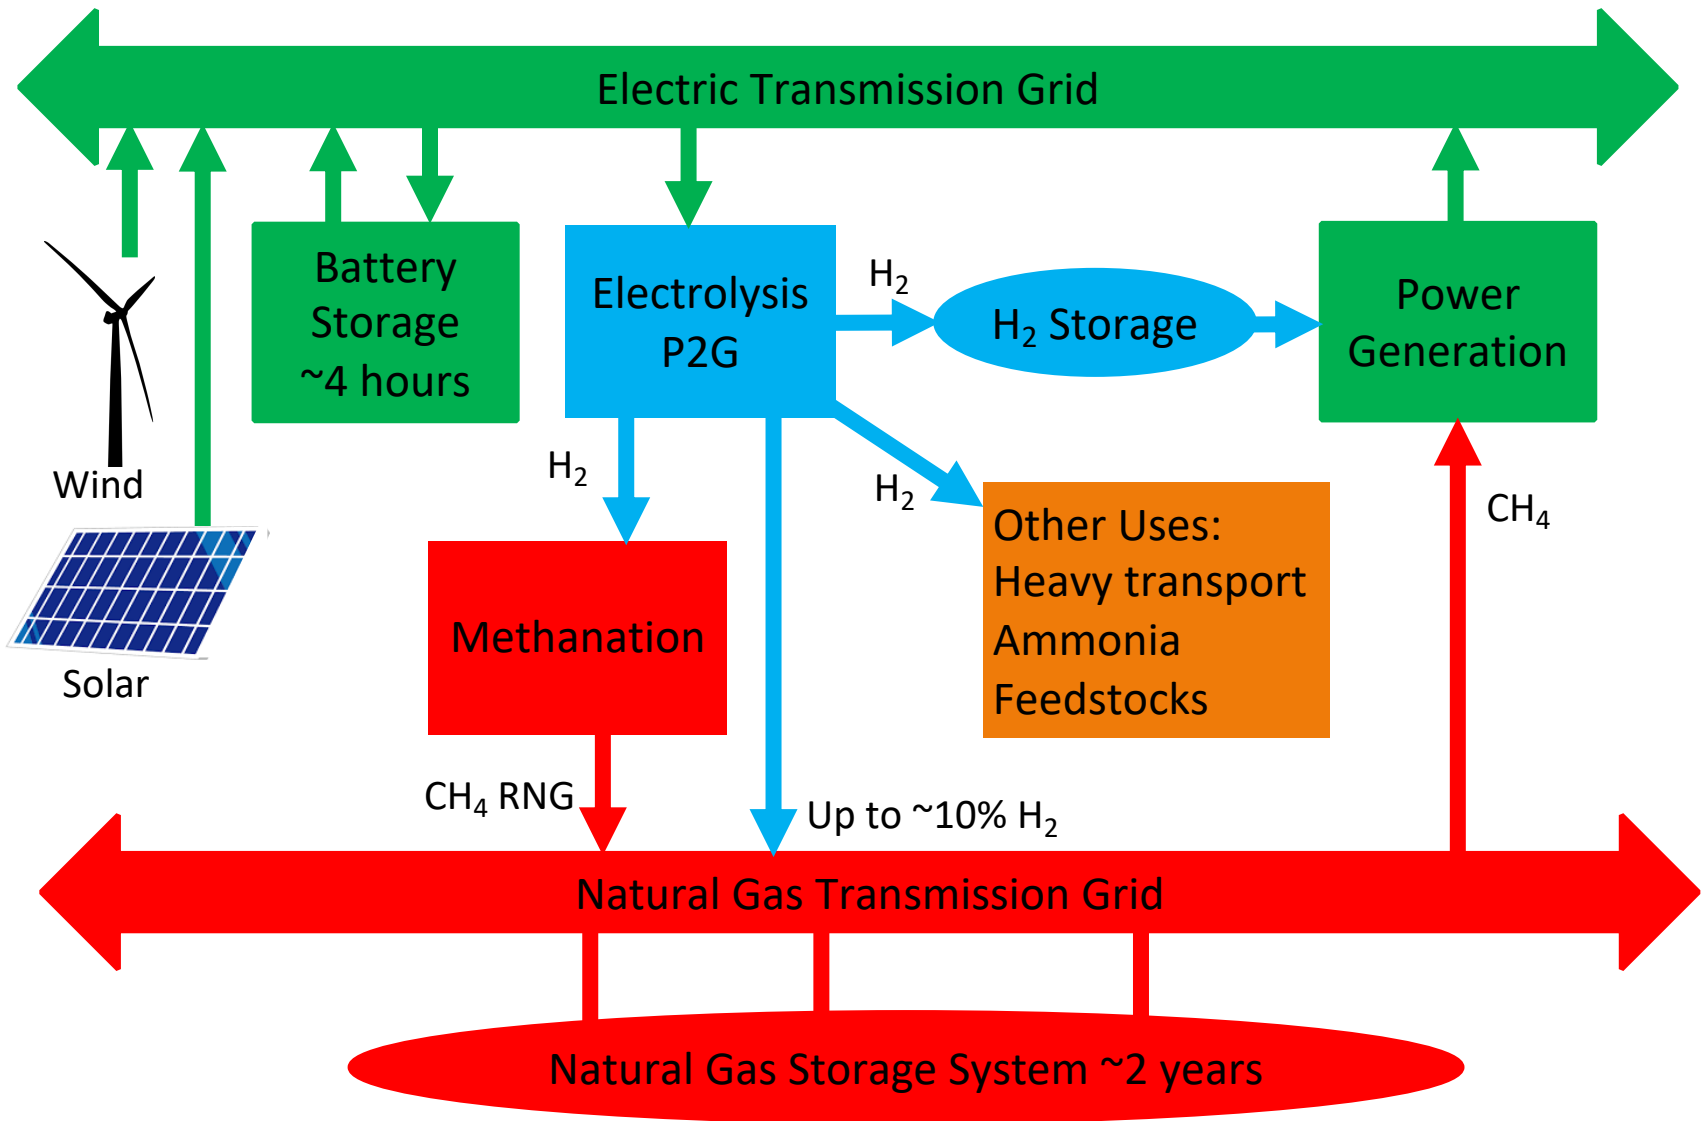 Electric Transmission Grid
Battery
Storage
~4 hours
Electrolysis
P2G
H₂
H₂ Storage
Power
Generation
Wind
H₂
H₂
Other Uses:
Heavy transport
Ammonia
Feedstocks
CH₄
Solar
Methanation
CH₄ RNG
Up to ~10% H₂
Natural Gas Transmission Grid
Natural Gas Storage System ~2 years